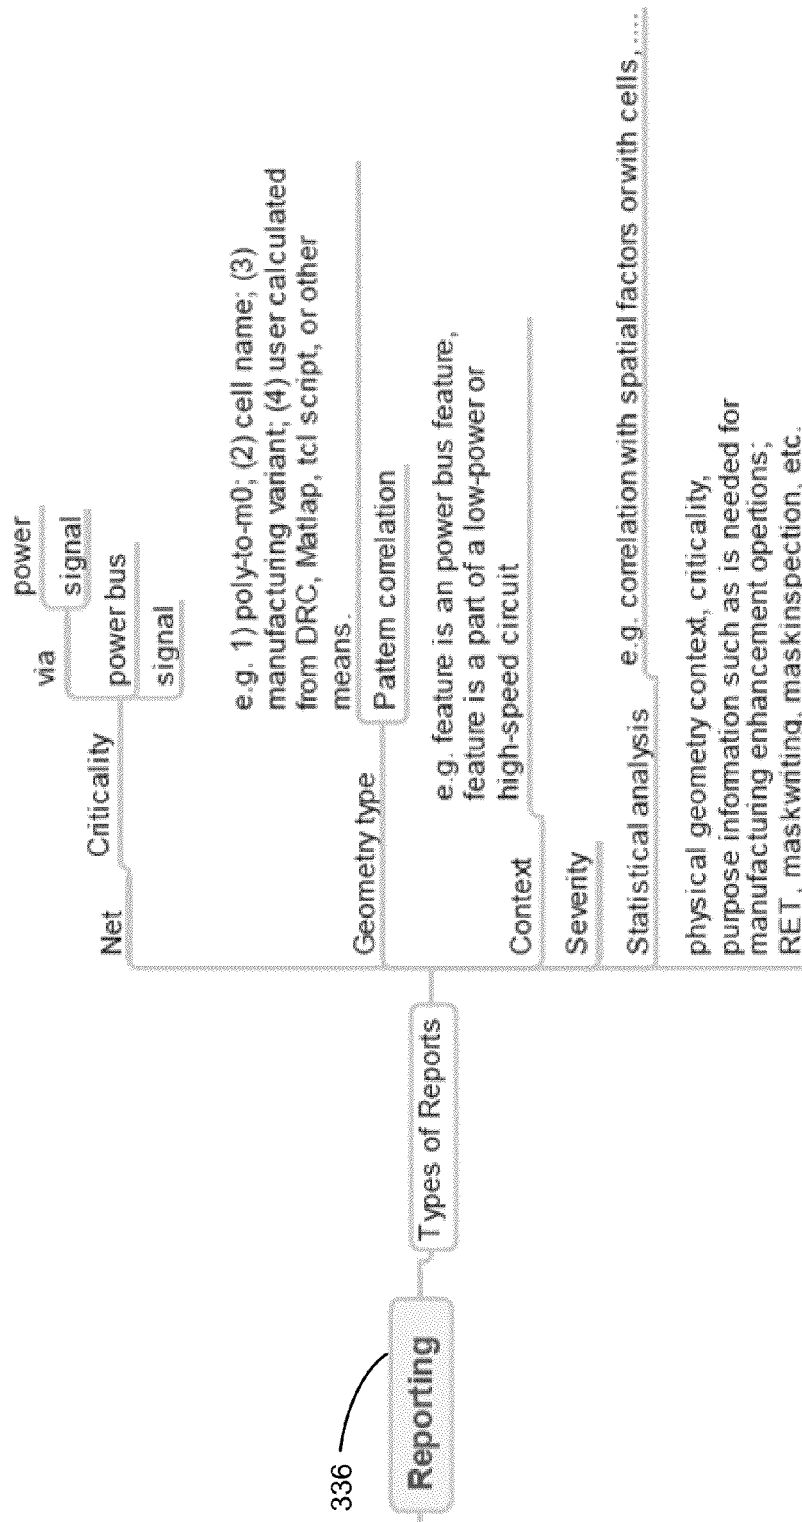 336
Reporting
Types of Reports
Net
Criticality
via
power
signal
power bus
signal
Geometry type
e.g. 1) poly-to-m0; (2) cell name; (3)
manufacturing variant; (4) user calculated
from DRC, Matlap, tcl script, or other
means.
Pattern correlation
Context
e.g. feature is an power bus feature,
feature is a part of a low-power or
high-speed circuit
Severity
Statistical analysis
e.g. correlation with spatial factors orwith cells,....
physical geometry context, criticality,
purpose information such as is needed for
manufacturing enhancement opertions;
RET, maskwriting, maskinspection, etc.